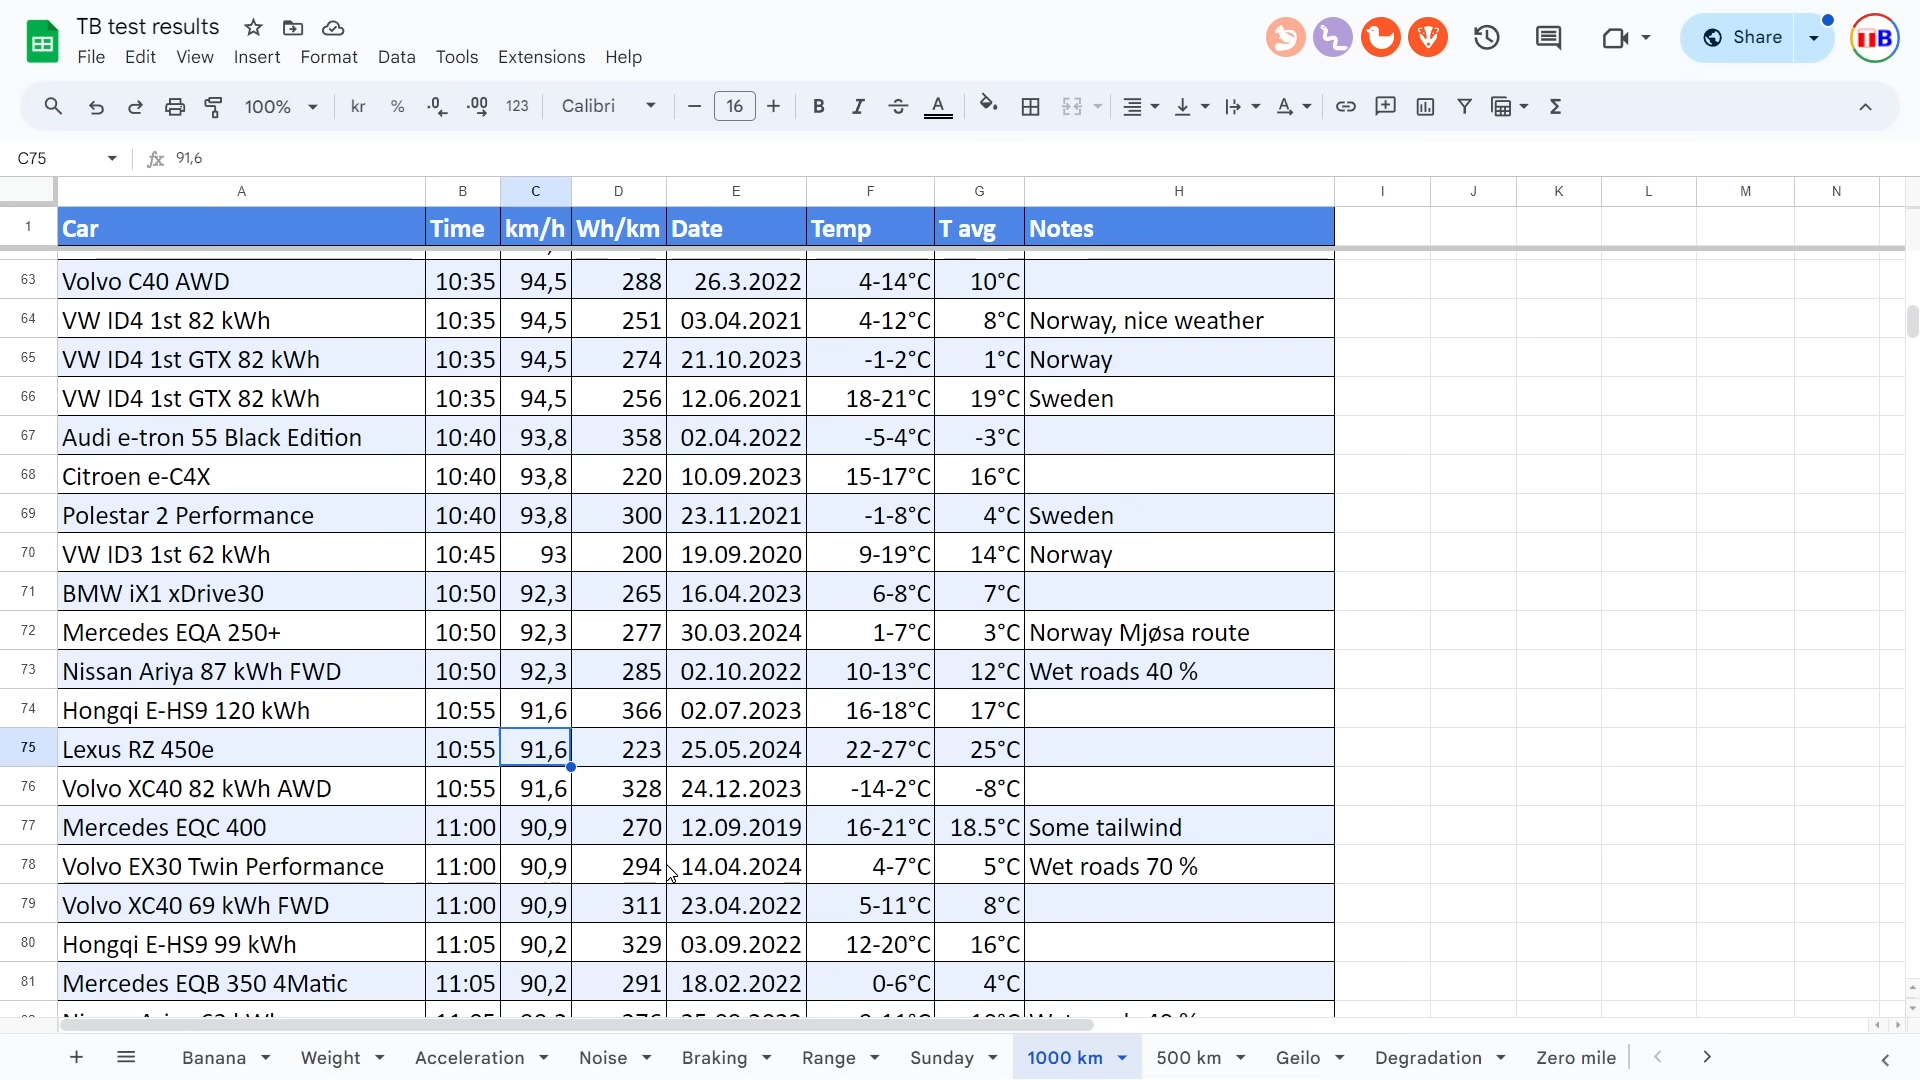 TB test results
File Edit View Insert Format Data Tools Extensions Help
Share
TB
100% kr % .0 .00 123 Calibri 16 B I S A
C75 fx 91,6
A B C D E F G H I J K L M N
1 Car Time km/h Wh/km Date Temp T avg Notes
63 Volvo C40 AWD 10:35 94,5 288 26.3.2022 4-14°C 10°C
64 VW ID4 1st 82 kWh 10:35 94,5 251 03.04.2021 4-12°C 8°C Norway, nice weather
65 VW ID4 1st GTX 82 kWh 10:35 94,5 274 21.10.2023 -1-2°C 1°C Norway
66 VW ID4 1st GTX 82 kWh 10:35 94,5 256 12.06.2021 18-21°C 19°C Sweden
67 Audi e-tron 55 Black Edition 10:40 93,8 358 02.04.2022 -5-4°C -3°C
68 Citroen e-C4X 10:40 93,8 220 10.09.2023 15-17°C 16°C
69 Polestar 2 Performance 10:40 93,8 300 23.11.2021 -1-8°C 4°C Sweden
70 VW ID3 1st 62 kWh 10:45 93 200 19.09.2020 9-19°C 14°C Norway
71 BMW iX1 xDrive30 10:50 92,3 265 16.04.2023 6-8°C 7°C
72 Mercedes EQA 250+ 10:50 92,3 277 30.03.2024 1-7°C 3°C Norway Mjøsa route
73 Nissan Ariya 87 kWh FWD 10:50 92,3 285 02.10.2022 10-13°C 12°C Wet roads 40 %
74 Hongqi E-HS9 120 kWh 10:55 91,6 366 02.07.2023 16-18°C 17°C
75 Lexus RZ 450e 10:55 91,6 223 25.05.2024 22-27°C 25°C
76 Volvo XC40 82 kWh AWD 10:55 91,6 328 24.12.2023 -14-2°C -8°C
77 Mercedes EQC 400 11:00 90,9 270 12.09.2019 16-21°C 18.5°C Some tailwind
78 Volvo EX30 Twin Performance 11:00 90,9 294 14.04.2024 4-7°C 5°C Wet roads 70 %
79 Volvo XC40 69 kWh FWD 11:00 90,9 311 23.04.2022 5-11°C 8°C
80 Hongqi E-HS9 99 kWh 11:05 90,2 329 03.09.2022 12-20°C 16°C
81 Mercedes EQB 350 4Matic 11:05 90,2 291 18.02.2022 0-6°C 4°C
Banana Weight Acceleration Noise Braking Range Sunday 1000 km 500 km Geilo Degradation Zero mile